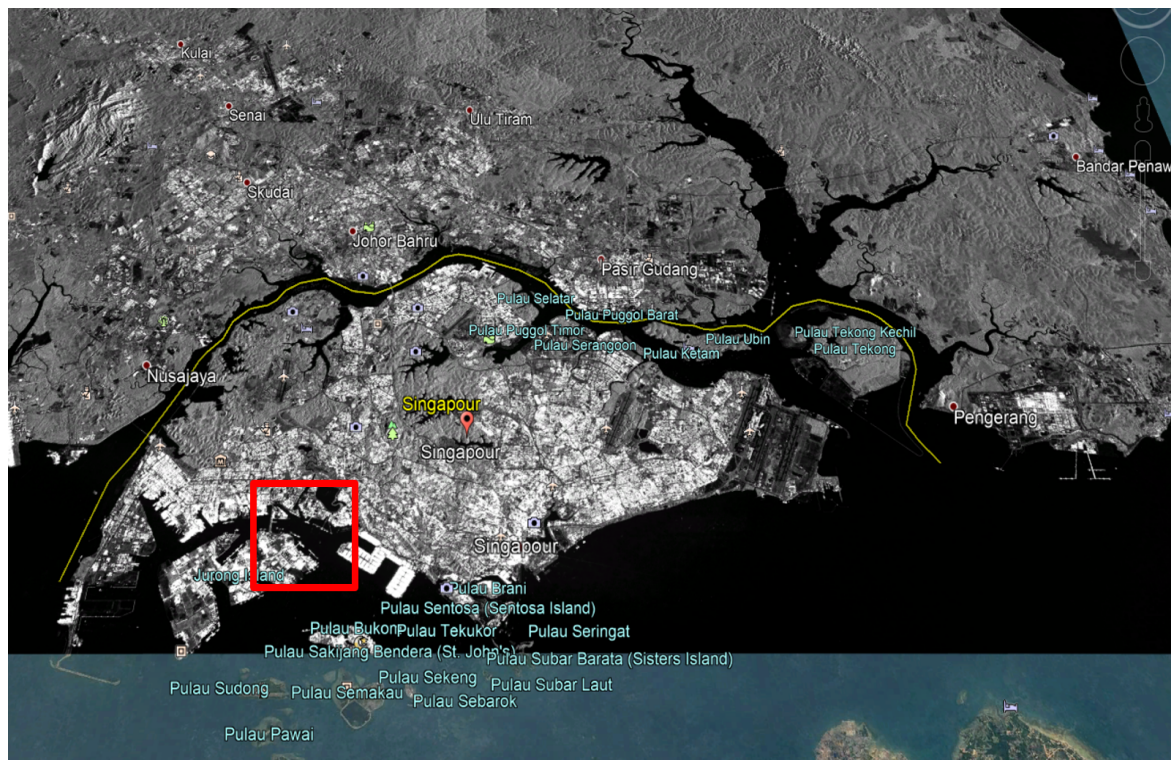 Kulai
Senai
Ulu Tiram
Bandar Penaw
Skudai
Johor Bahru
Pasir Gudang
Pulau Selatar
Pulau Puggol Barat
Pulau Puggol Timor
Pulau Serangoon
Pulau Ketam
Pulau Ubin
Pulau Tekong Kechil
Pulau Tekong
Nusajaya
Singapour
Singapour
Pengerang
Singapour
Jurong Island
Pulau Brani
Pulau Sentosa (Sentosa Island)
Pulau Bukom
Pulau Tekukor
Pulau Seringat
Pulau Sakijang Bendera (St. John's)
Pulau Subar Barata (Sisters Island)
Pulau Sekeng
Pulau Subar Laut
Pulau Sudong
Pulau Semakau
Pulau Sebarok
Pulau Pawai